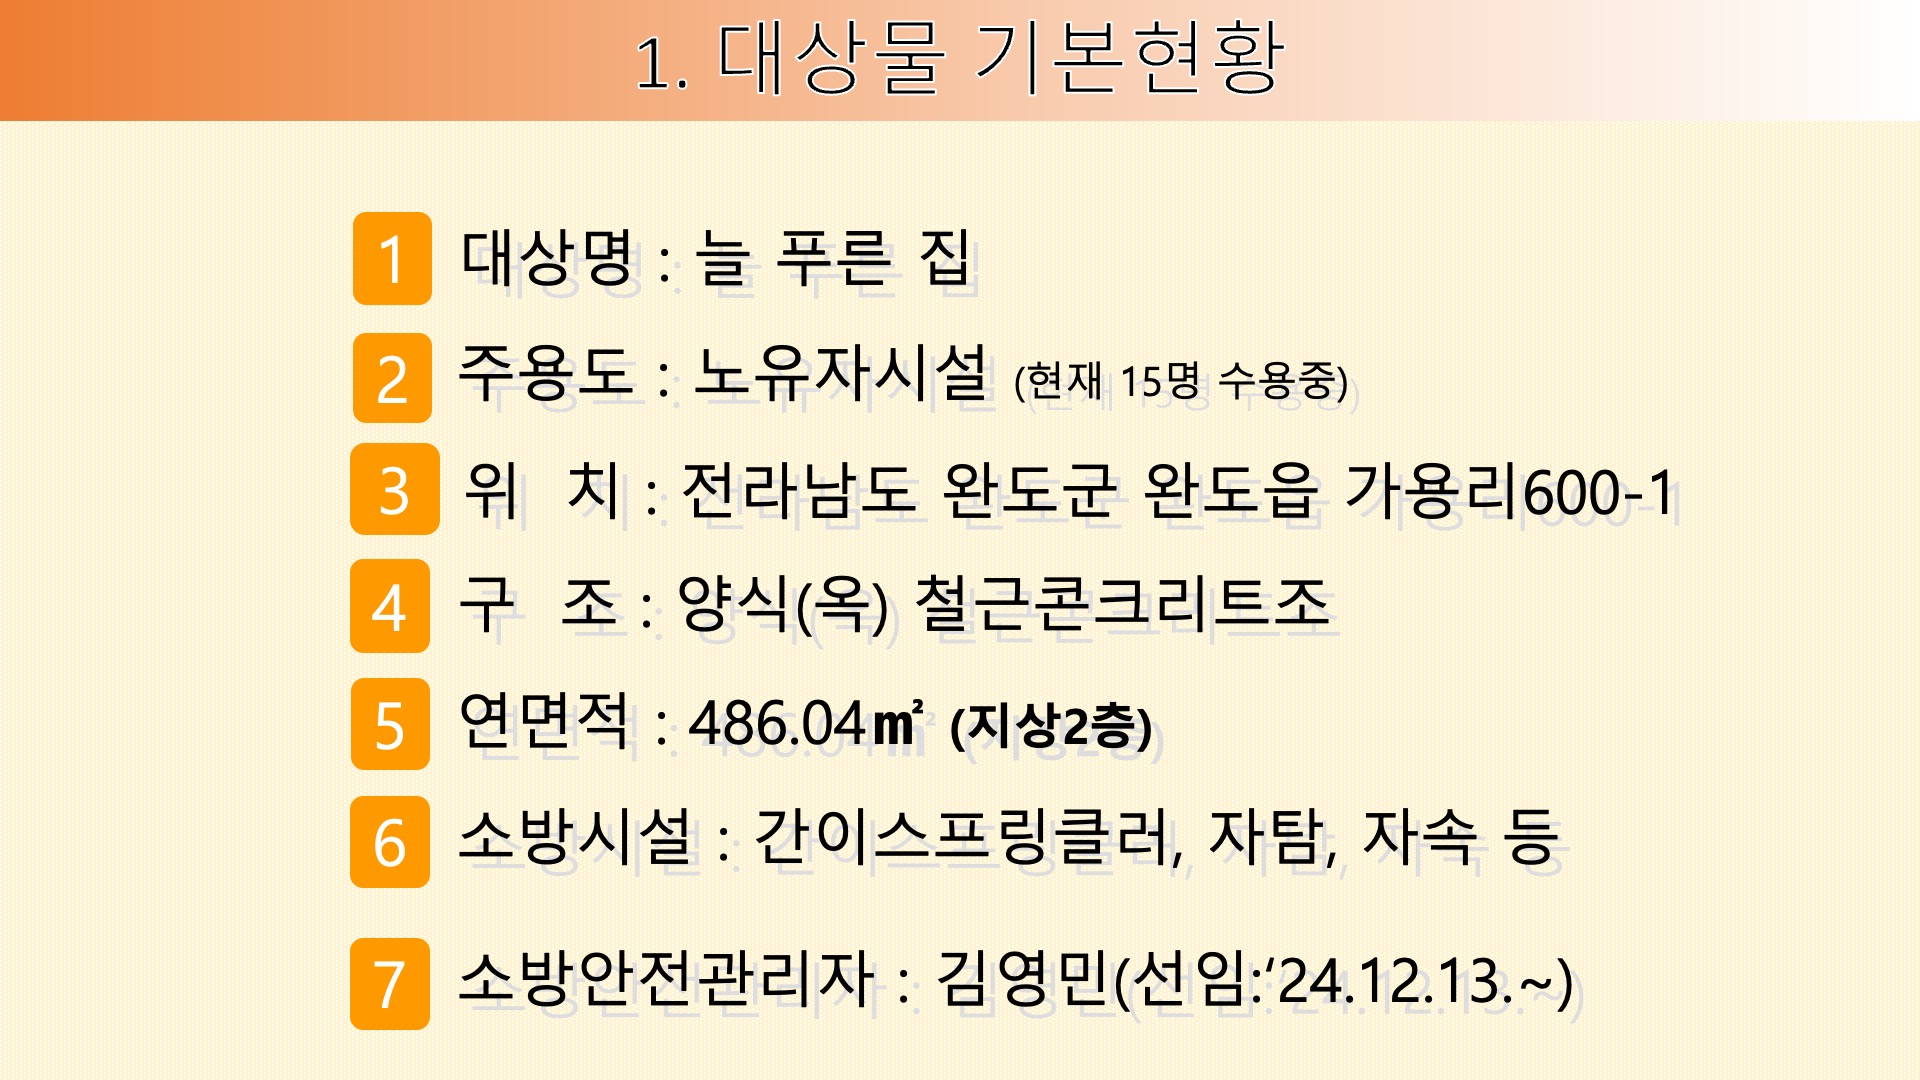 1. 대상물 기본현황
1 대상명 : 늘 푸른 집
2 주용도 : 노유자시설 (현재 15명 수용중)
3 위 치 : 전라남도 완도군 완도읍 가용리600-1
4 구 조 : 양식(옥) 철근콘크리트조
5 연면적 : 486.04㎡ (지상2층)
6 소방시설 : 간이스프링클러, 자탐, 자속 등
7 소방안전관리자 : 김영민(선임:‘24.12.13.~)